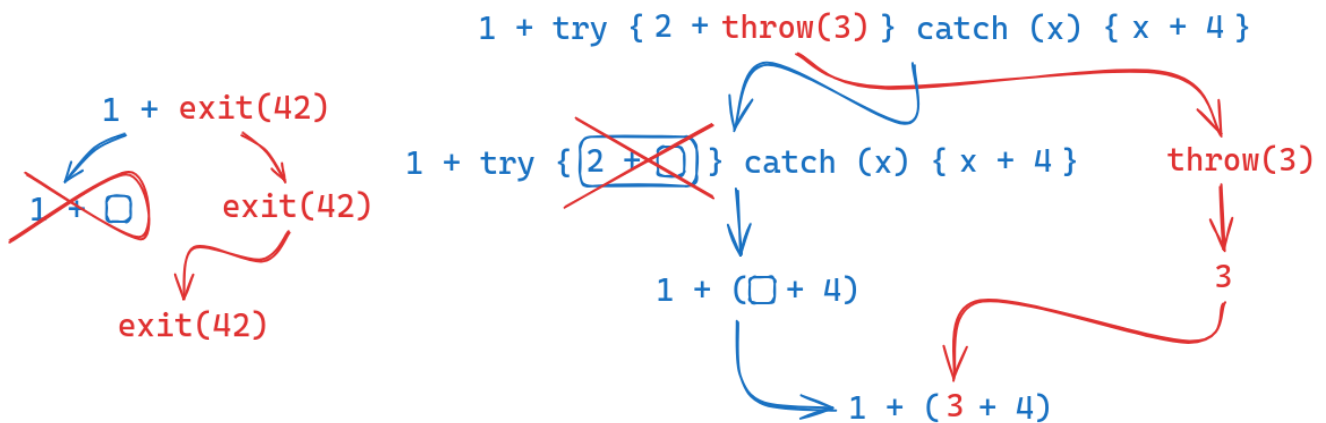 1 + try { 2 + throw(3) } catch (x) { x + 4 }
1 + exit(42)
1 + try { 2 + □ } catch (x) { x + 4 }
throw(3)
1 + □
exit(42)
3
1 + (□ + 4)
exit(42)
1 + (3 + 4)